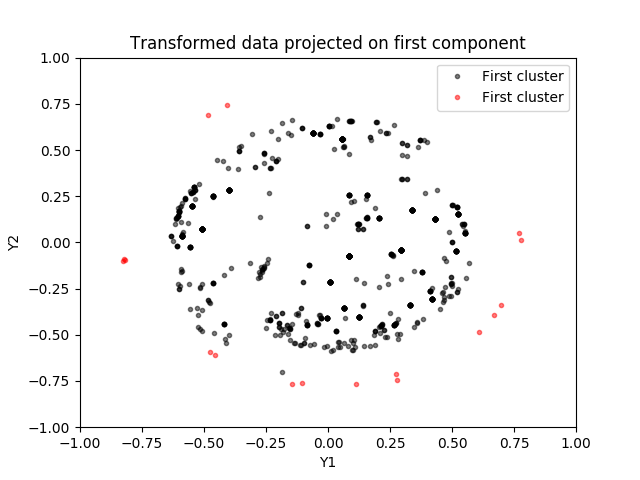 Transformed data projected on first component
First cluster
First cluster
1.00
0.75
0.50
0.25
0.00
−0.25
−0.50
−0.75
−1.00
Y2
−1.00 −0.75 −0.50 −0.25 0.00 0.25 0.50 0.75 1.00
Y1